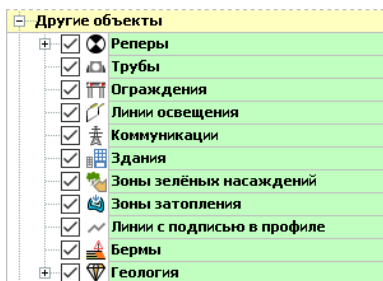 Другие объекты
Реперы
Трубы
Ограждения
Линии освещения
Коммуникации
Здания
Зоны зелёных насаждений
Зоны затопления
Линии с подписью в профиле
Бермы
Геология